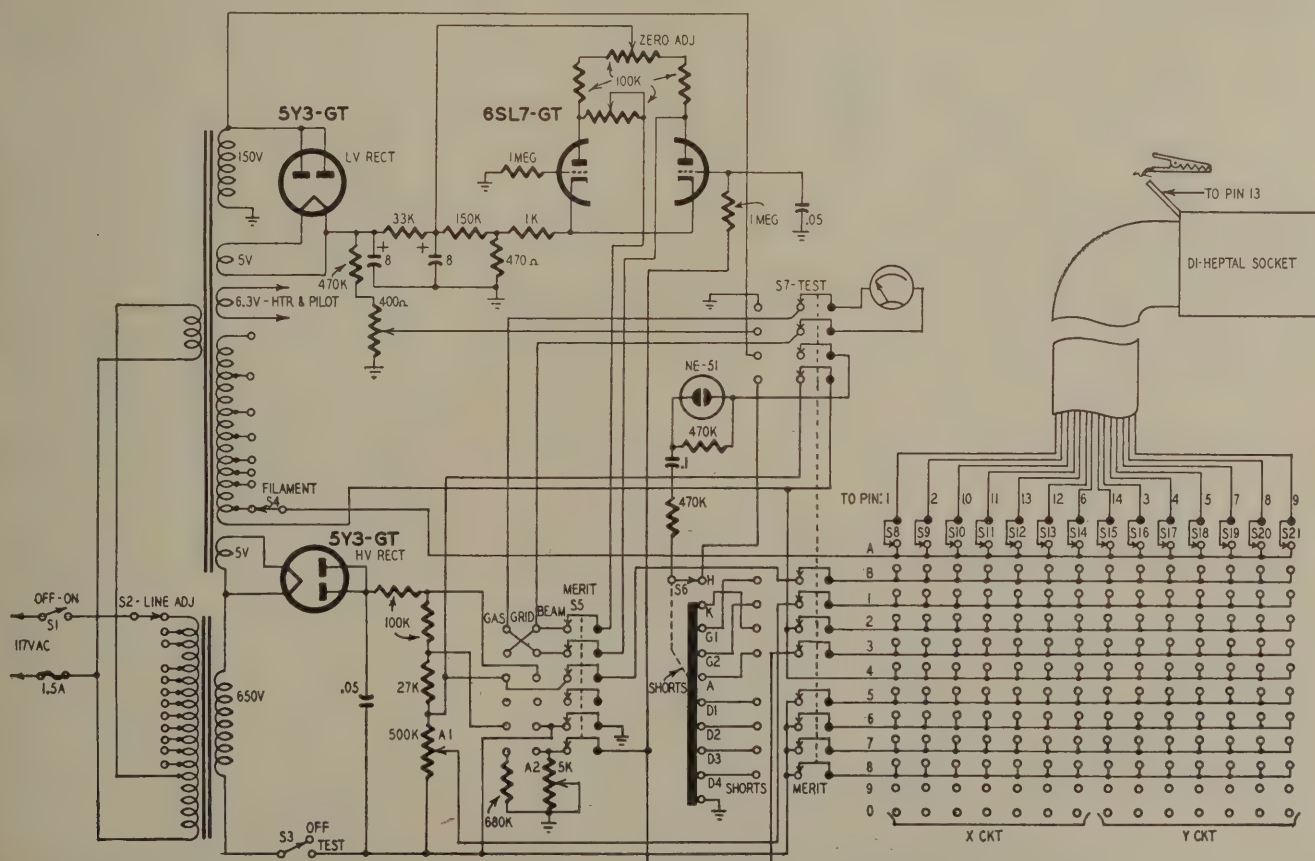 ZERO ADJ
100K
5Y3-GT
6SL7-GT
150V
LV RECT
1MEG
TO PIN 13
33K
150K
1K
1MEG
.05
+
8
+
8
470Ω
DI-HEPTAL SOCKET
5V
470K
6.3V - HTR & PILOT
400Ω
S7-TEST
NE-51
470K
.1
470K
FILAMENT
S4
TO PIN: 1 2 10 11 13 12 6 14 3 4 5 7 8 9
S8 S9 S10 S11 S12 S13 S14 S15 S16 S17 S18 S19 S20 S21
A
5Y3-GT
5V
HV RECT
B
OFF-ON
S1
S2-LINE ADJ
MERIT
S5
GAS GRID BEAM
S6 H
K
G1
G2
A
D1
D2
D3
D4
SHORTS
SHORTS
1
2
3
4
5
6
7
8
9
0
100K
117VAC
1.5A
650V
.05
27K
500K A1
A2 5K
680K
MERIT
S3 OFF
TEST
X CKT
Y CKT